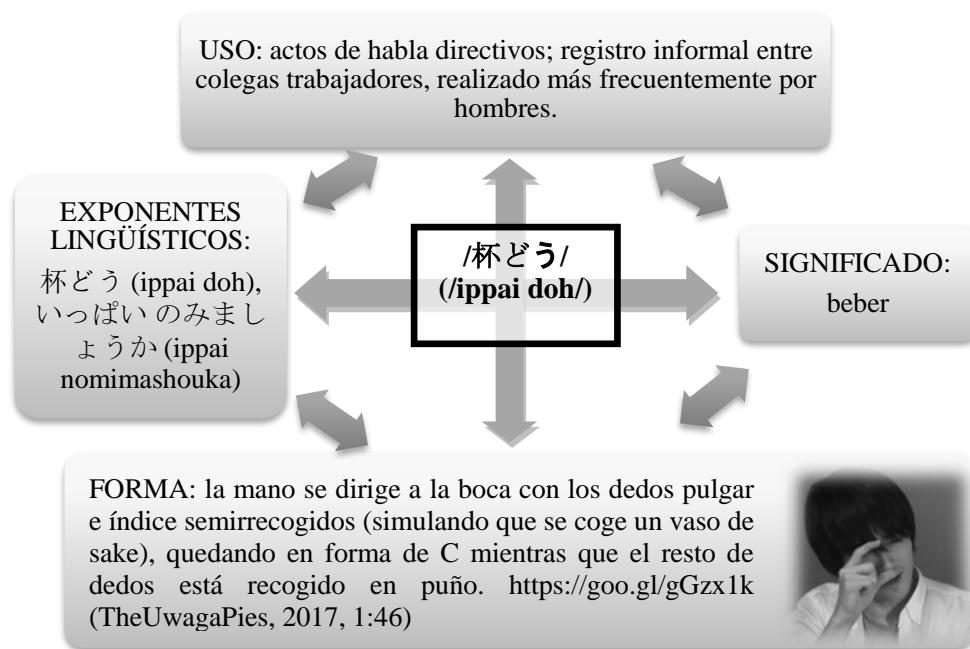 USO: actos de habla directivos; registro informal entre
colegas trabajadores, realizado más frecuentemente por
hombres.
EXPONENTES
LINGÜÍSTICOS:
杯どう (ippai doh),
いっぱい のみまし
ょうか (ippai
nomimashouka)
/杯どう/
(/ippai doh/)
SIGNIFICADO:
beber
FORMA: la mano se dirige a la boca con los dedos pulgar
e índice semirrecogidos (simulando que se coge un vaso de
sake), quedando en forma de C mientras que el resto de
dedos está recogido en puño. https://goo.gl/gGzx1k
(TheUwagaPies, 2017, 1:46)